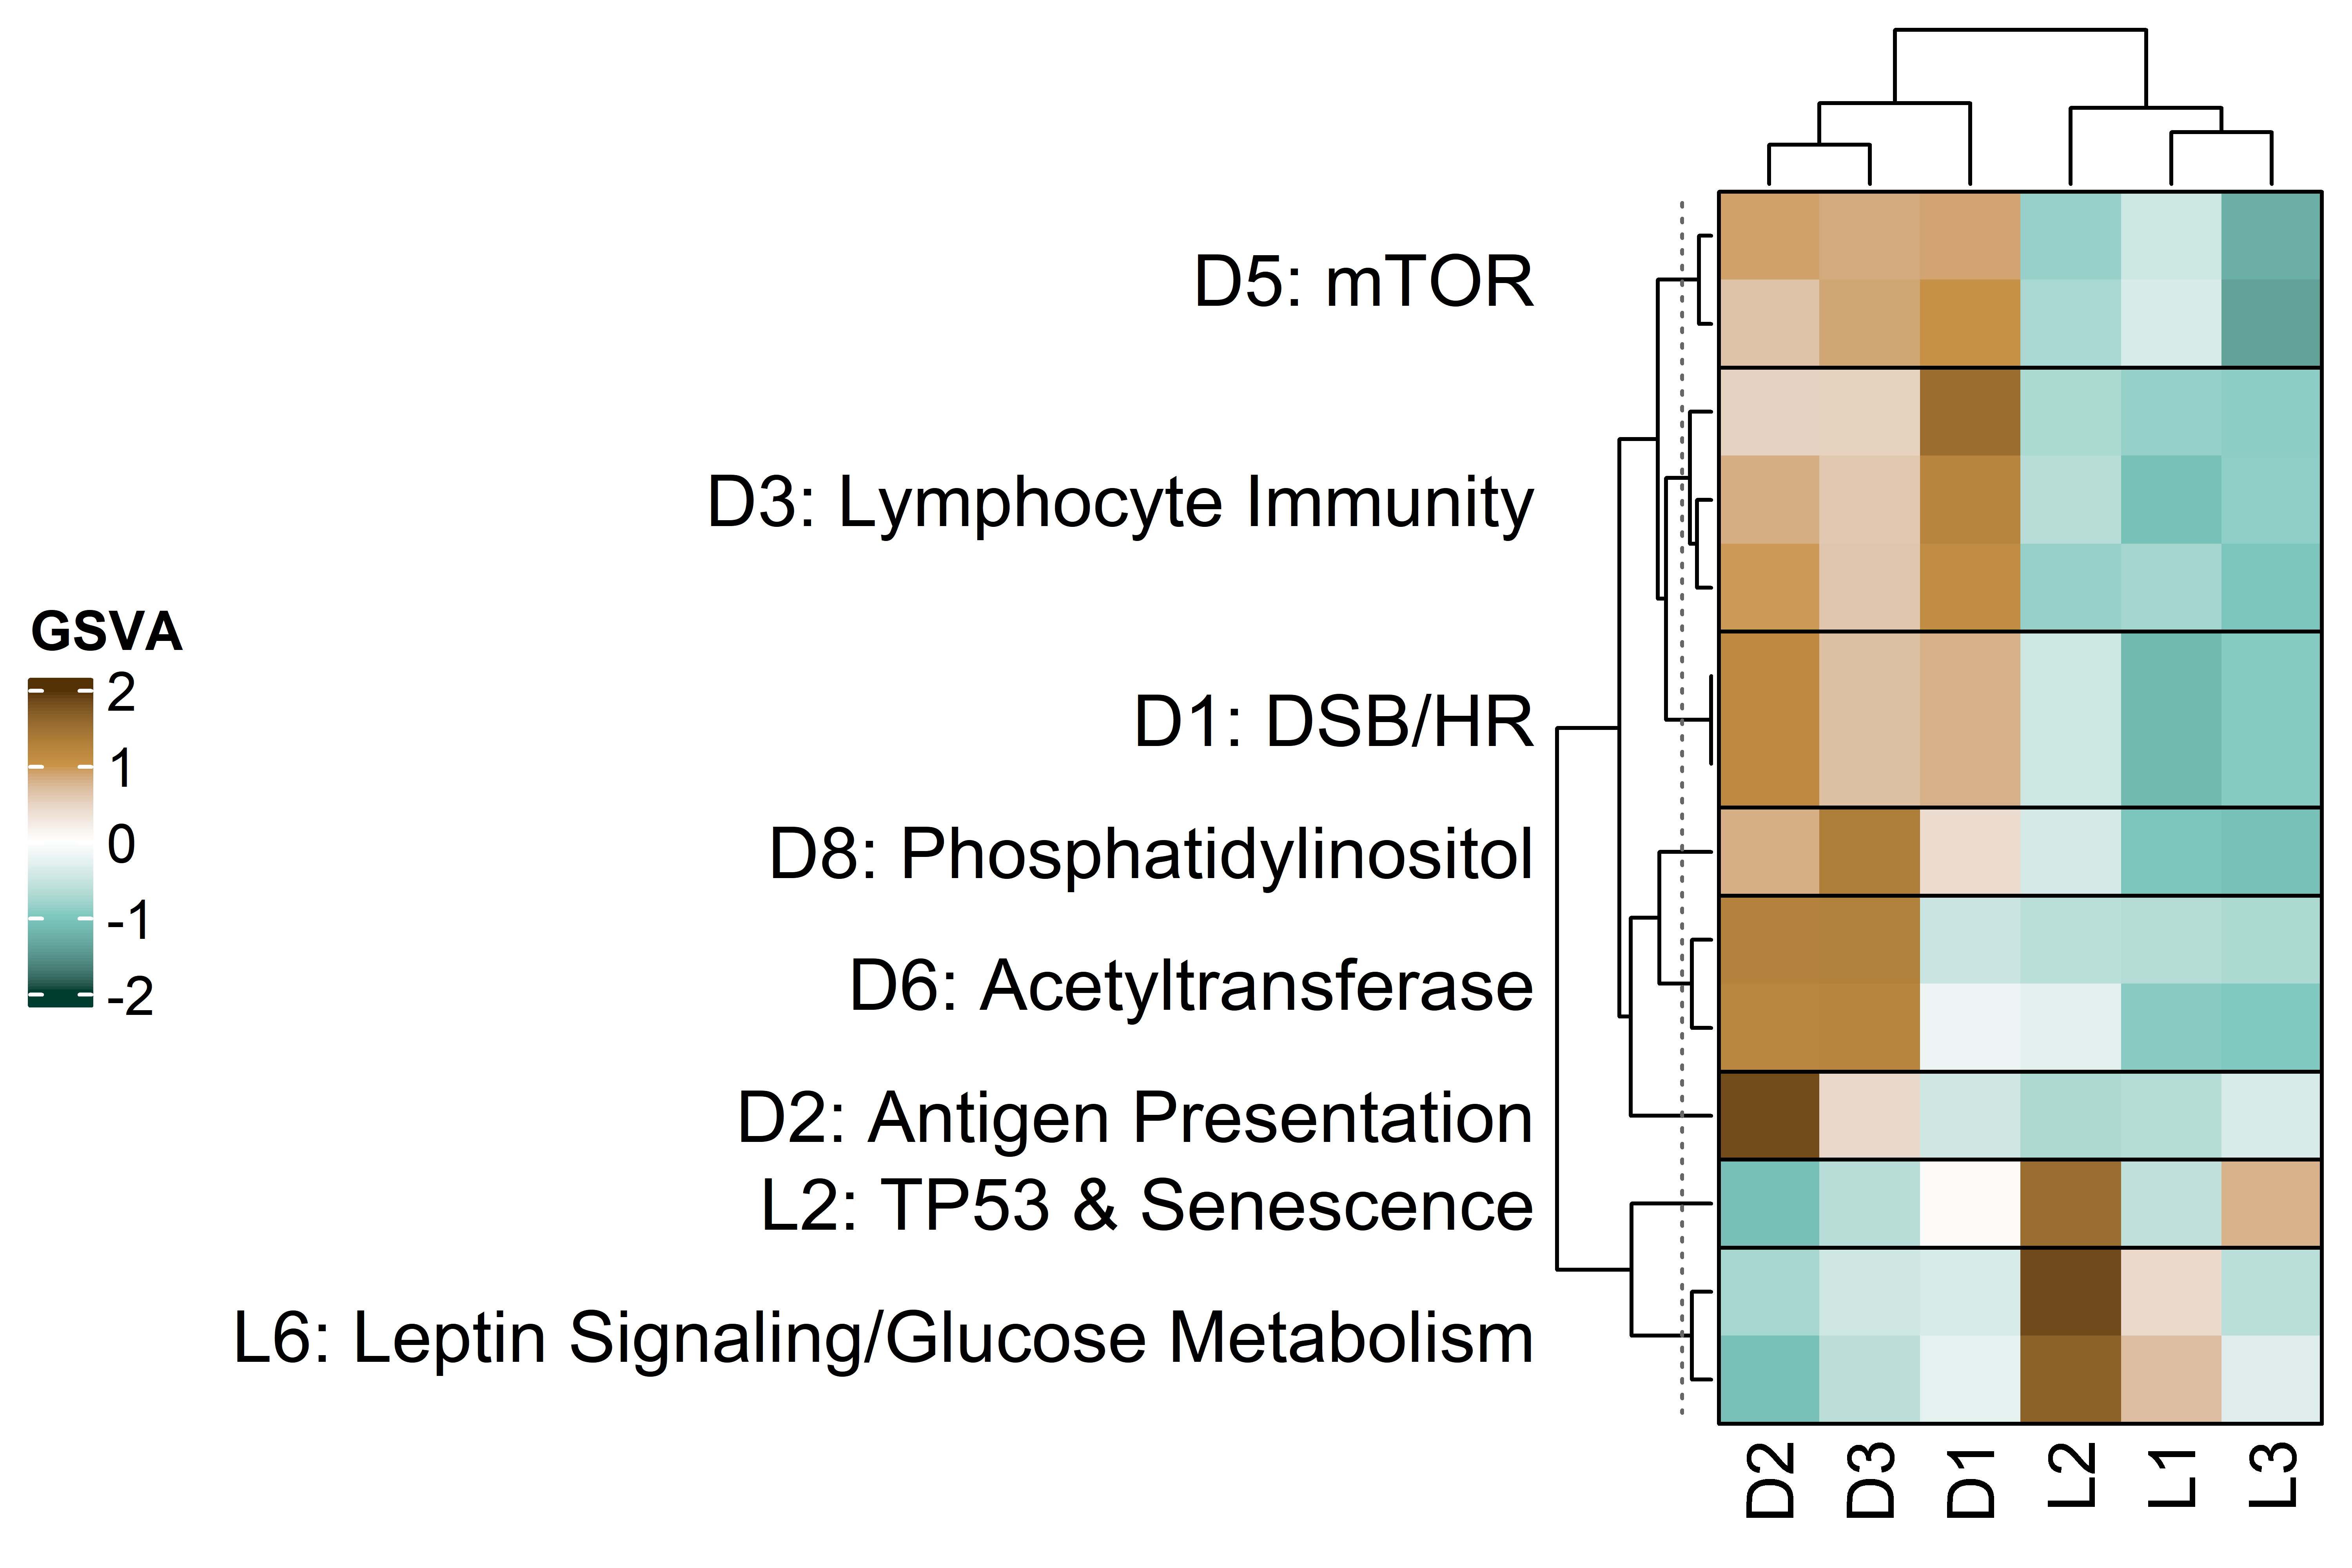 D5: mTOR
D3: Lymphocyte Immunity
D1: DSB/HR
D8: Phosphatidylinositol
D6: Acetyltransferase
D2: Antigen Presentation
L2: TP53 & Senescence
L6: Leptin Signaling/Glucose Metabolism
GSVA
2
1
0
-1
-2
D2 D3 D1 L2 L1 L3